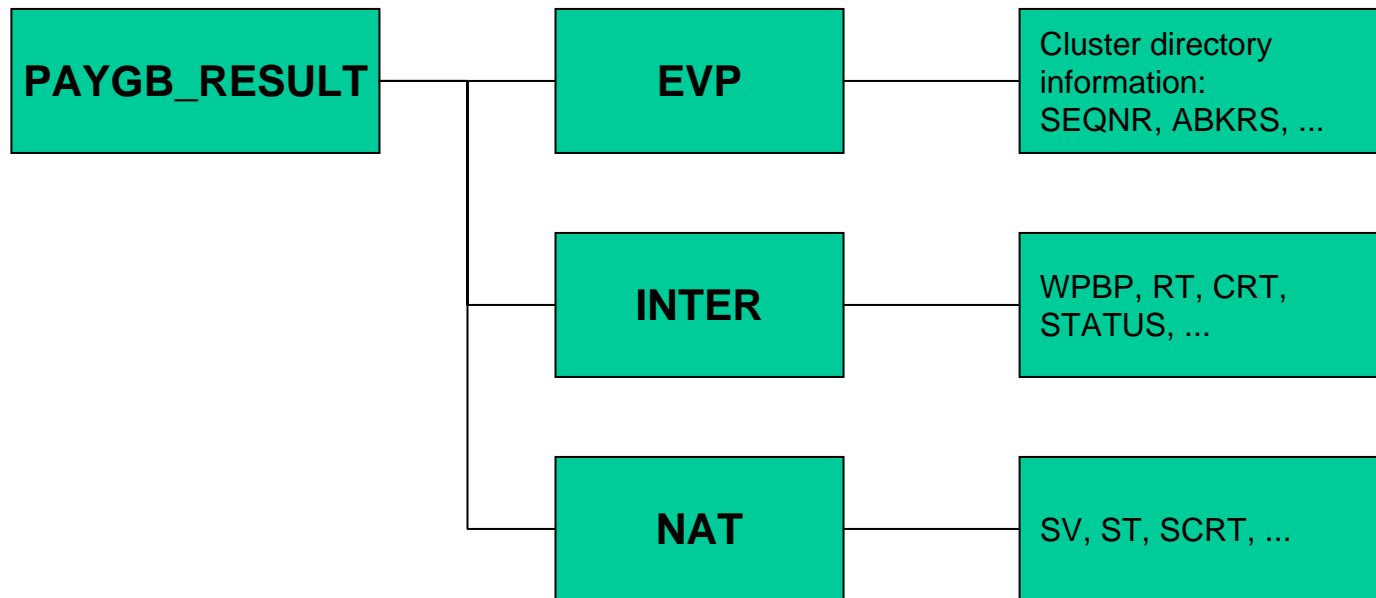 PAYGB_RESULT
EVP
Cluster directory
information:
SEQNR, ABKRS, ...
INTER
WPBP, RT, CRT,
STATUS, ...
NAT
SV, ST, SCRT, ...